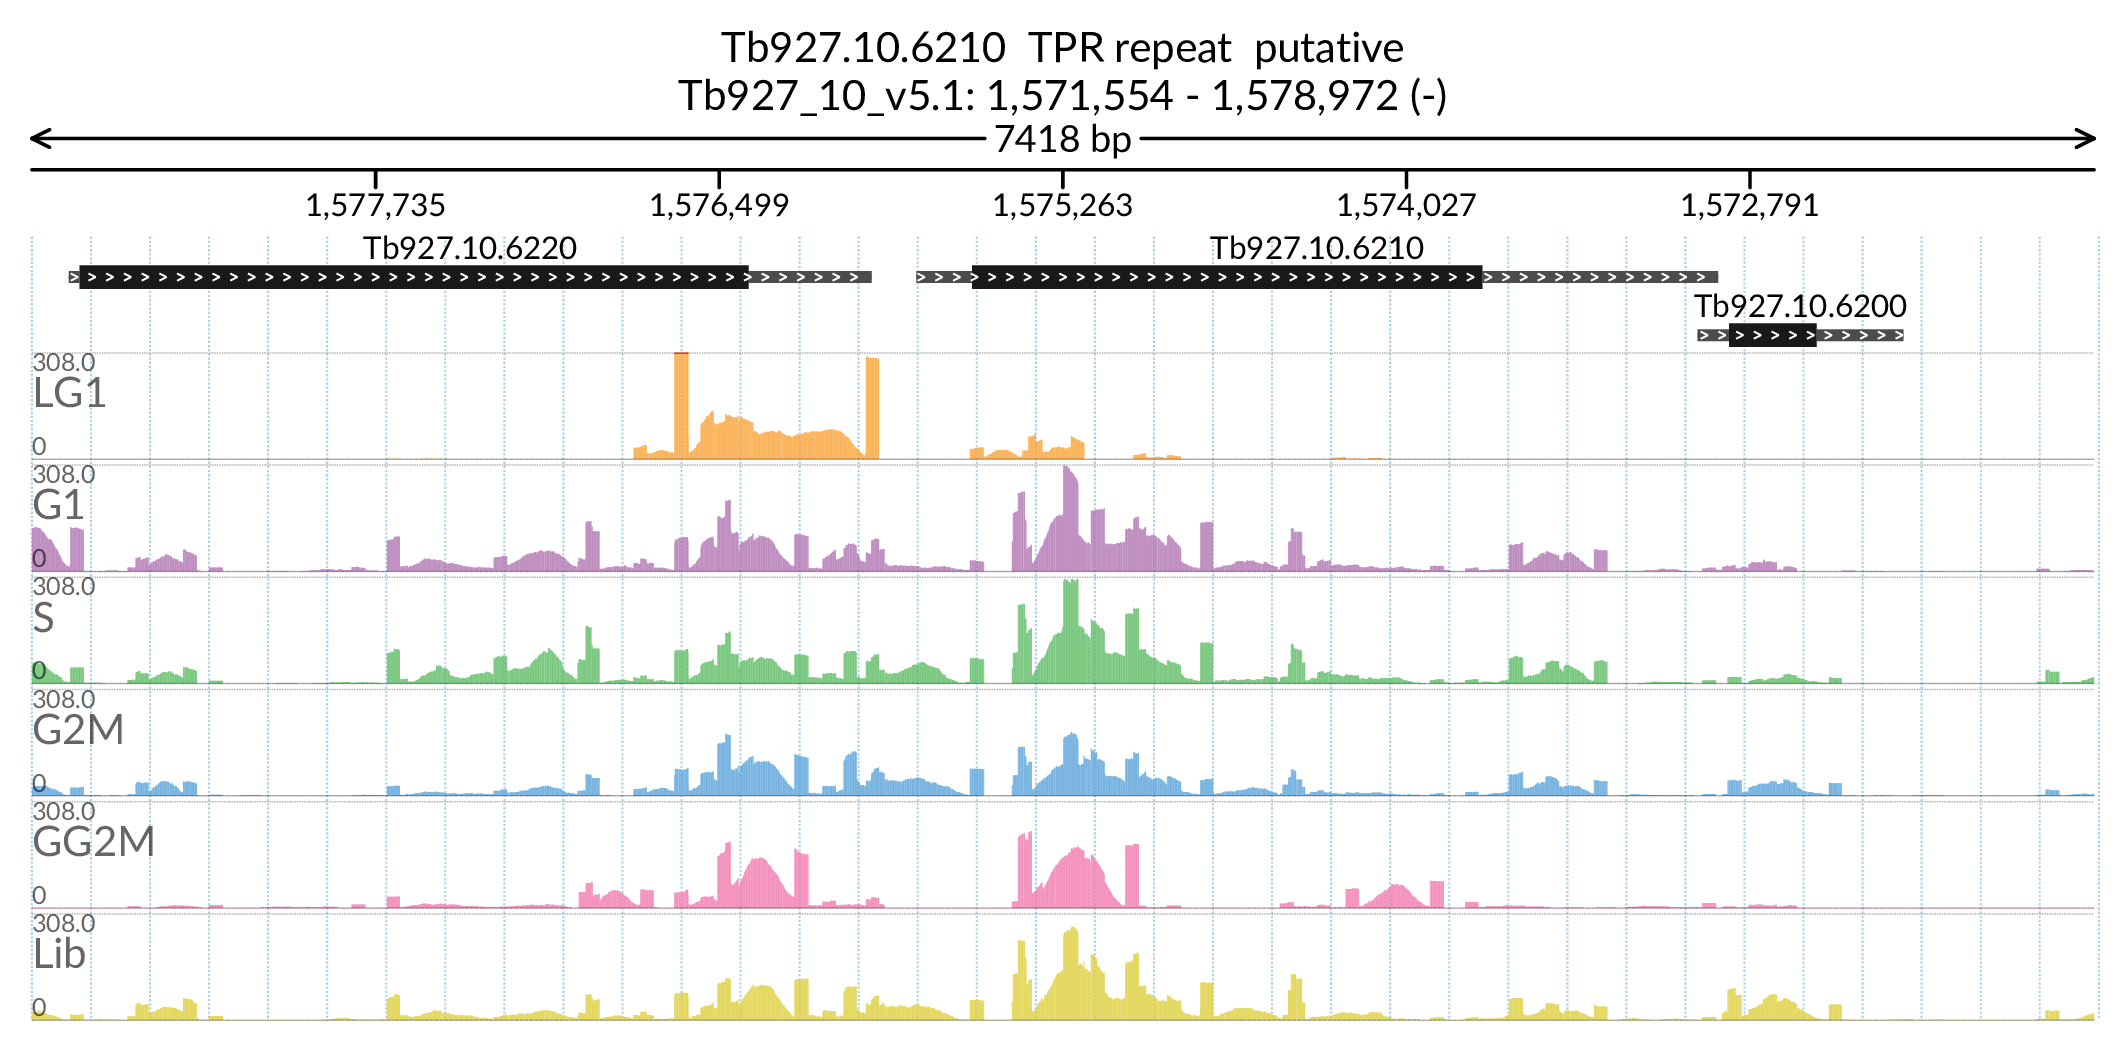 Tb927.10.6210  TPR repeat  putative
Tb927_10_v5.1: 1,571,554 - 1,578,972 (-)
7418 bp
1,577,735 1,576,499 1,575,263 1,574,027 1,572,791
Tb927.10.6220 Tb927.10.6210
Tb927.10.6200
308.0
LG1
0
308.0
G1
0
308.0
S
0
308.0
G2M
0
308.0
GG2M
0
308.0
Lib
0